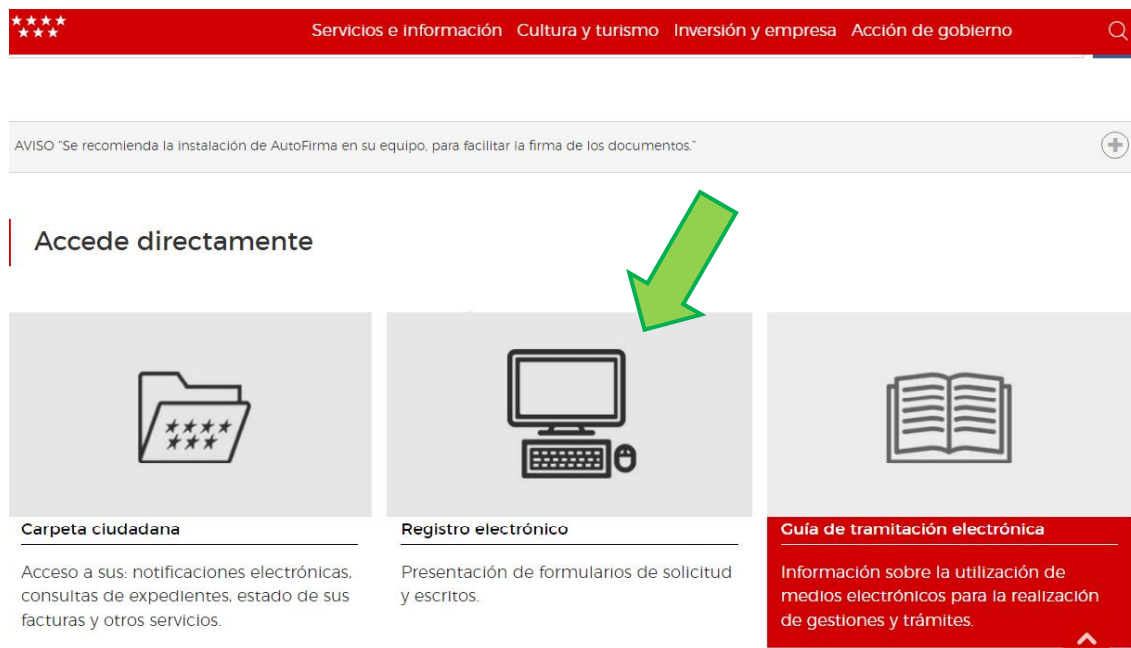 Servicios e información Cultura y turismo Inversión y empresa Acción de gobierno
AVISO "Se recomienda la instalación de AutoFirma en su equipo, para facilitar la firma de los documentos."
Accede directamente
Carpeta ciudadana
Acceso a sus: notificaciones electrónicas,
consultas de expedientes, estado de sus
facturas y otros servicios.
Registro electrónico
Presentación de formularios de solicitud
y escritos.
Guía de tramitación electrónica
Información sobre la utilización de
medios electrónicos para la realización
de gestiones y trámites.